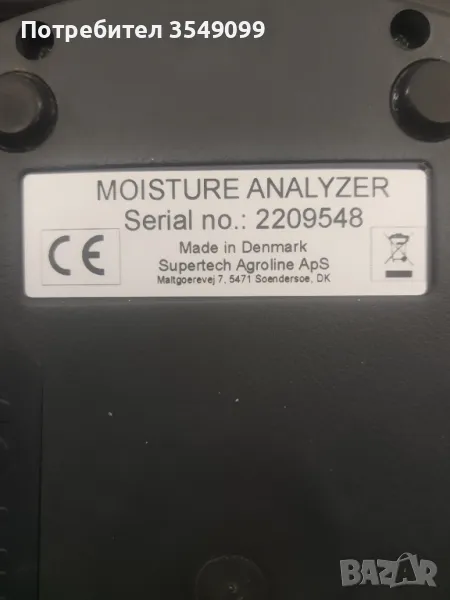 Потребител 3549099
MOISTURE ANALYZER
Serial no.: 2209548
CE
Made in Denmark
Supertech Agroline ApS
Maltgoerevej 7, 5471 Soendersoe, DK
BAZAR